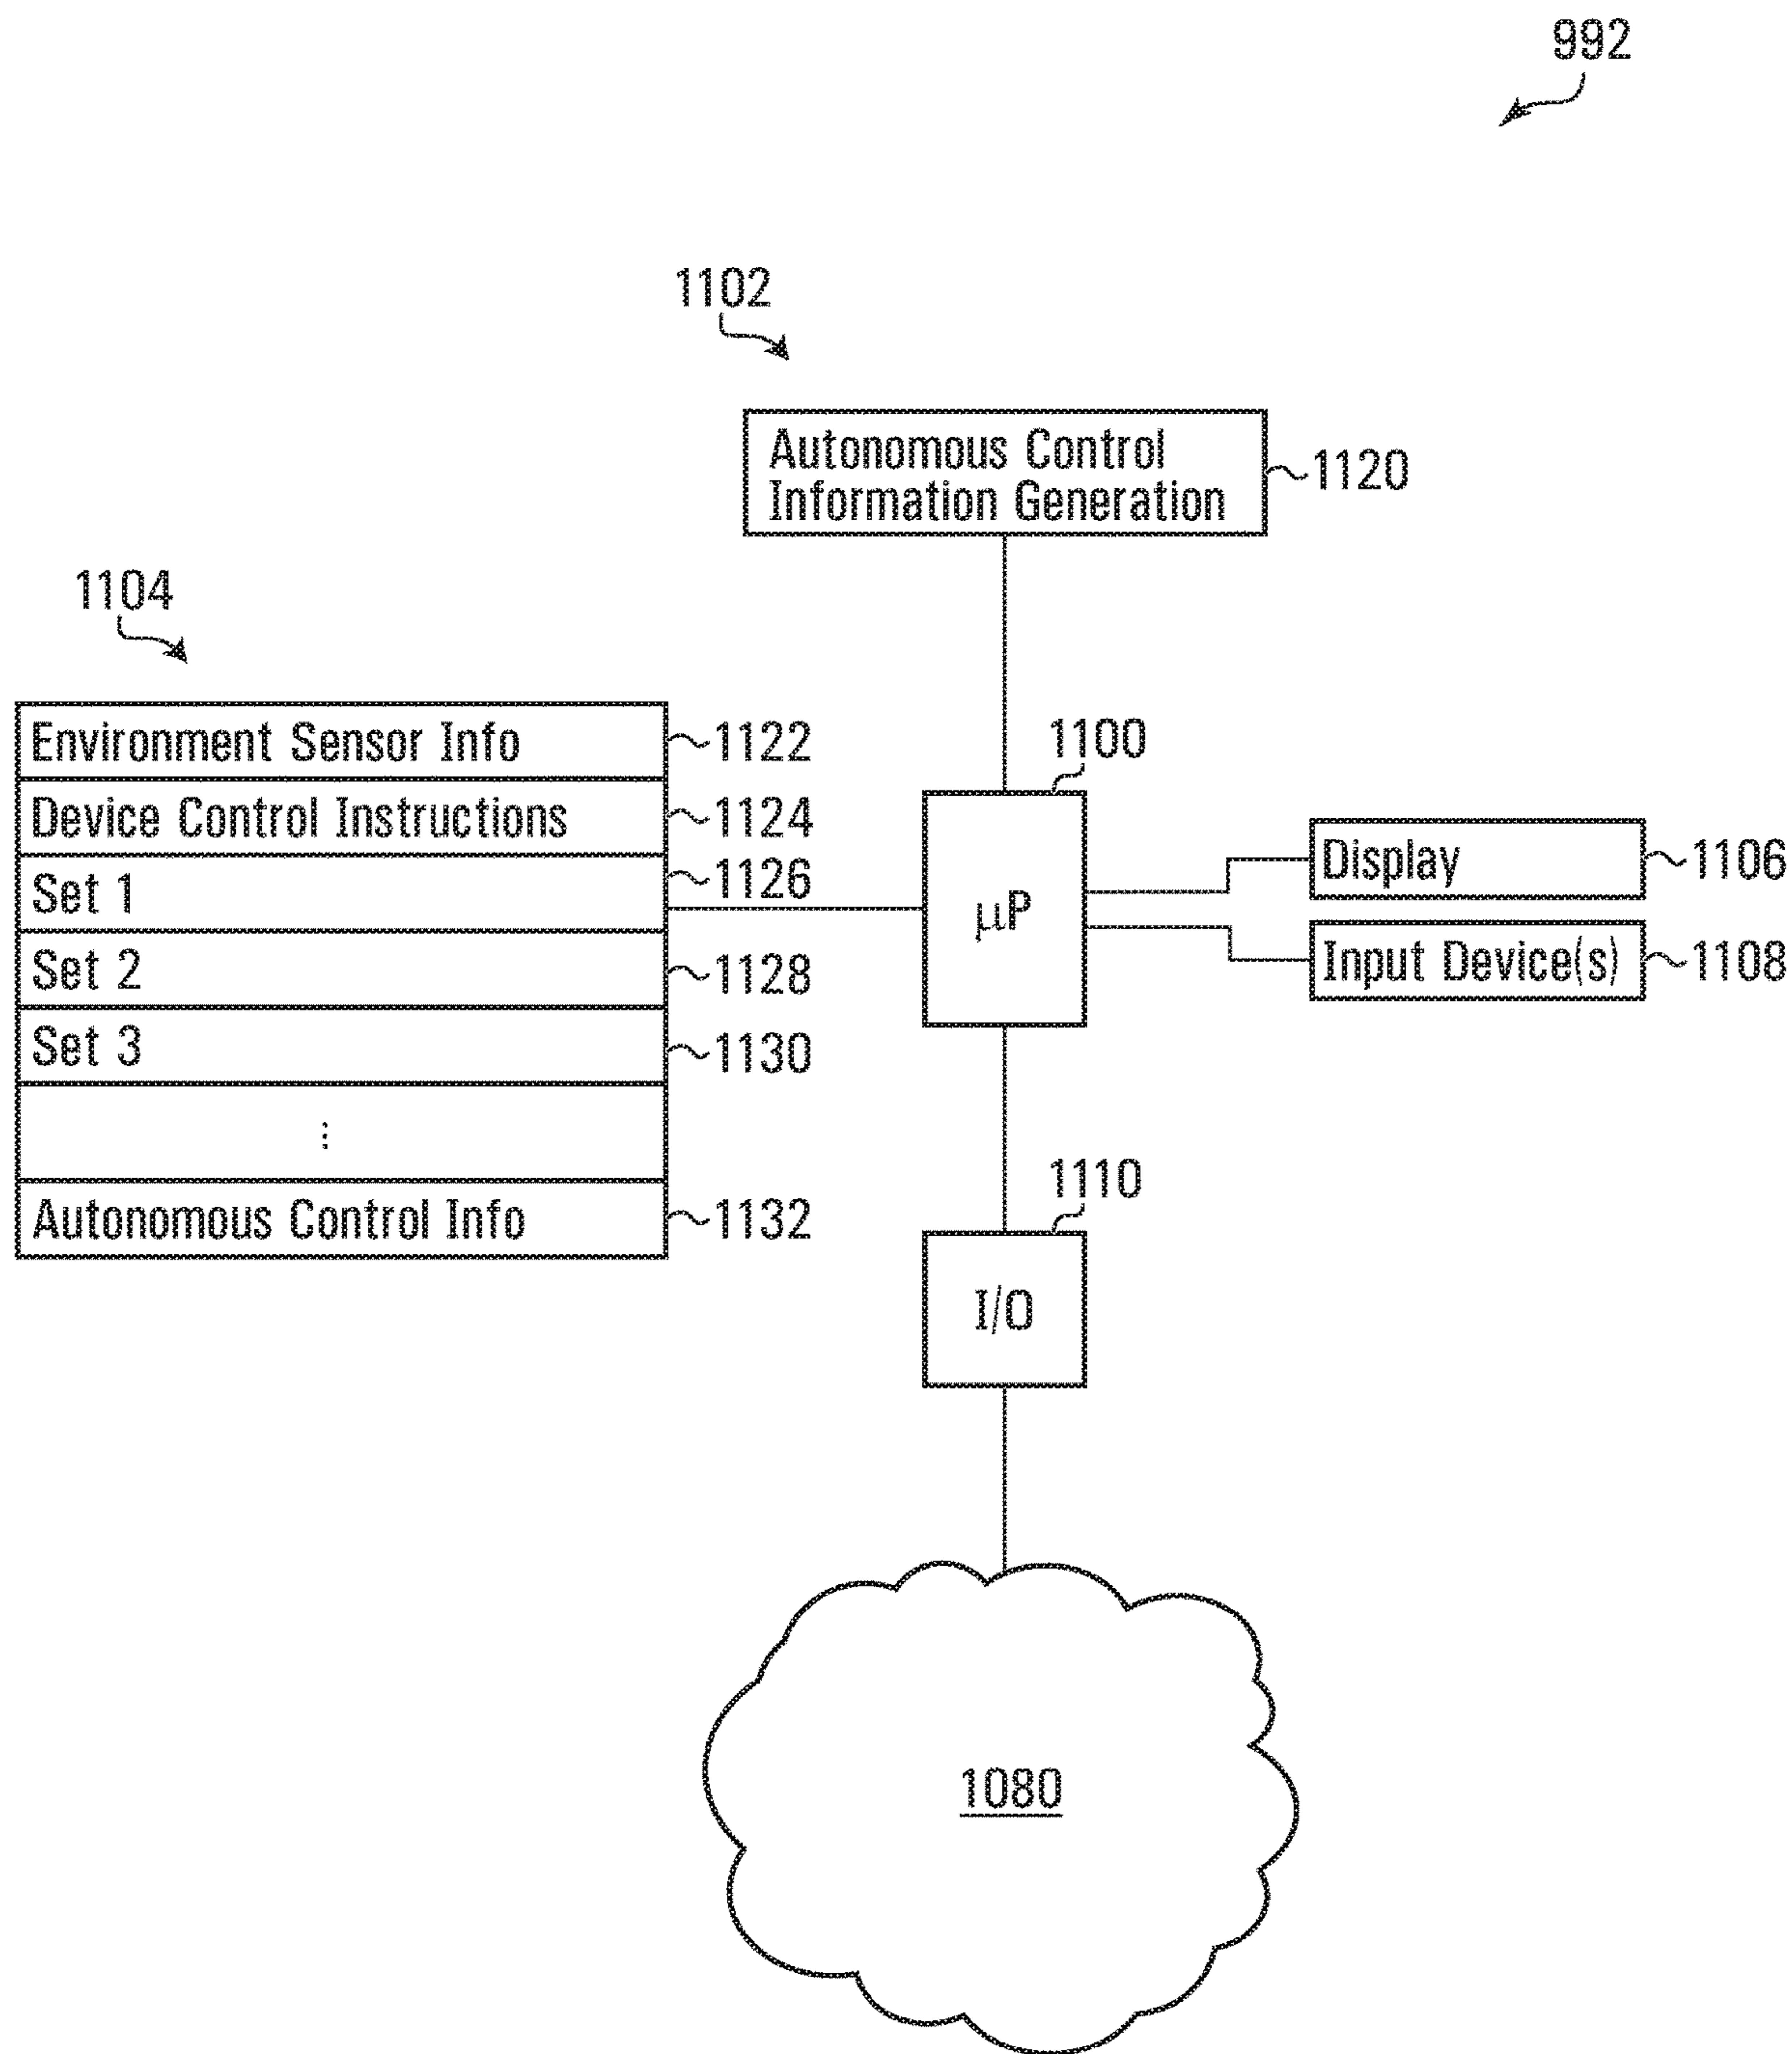 992
1102
Autonomous Control
Information Generation
1120
1104
Environment Sensor Info
1122
Device Control Instructions
1124
Set 1
1126
Set 2
1128
Set 3
1130
⋮
Autonomous Control Info
1132
1100
μP
Display
1106
Input Device(s)
1108
1110
I/O
1080